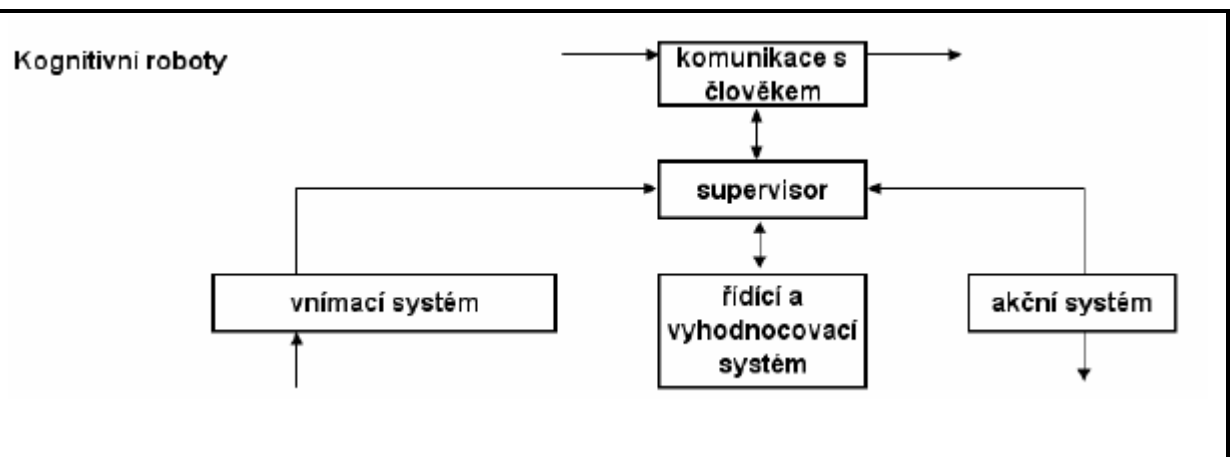 Kognitivní roboty
komunikace s
člověkem
supervisor
vnímací systém
řídící a
vyhodnocovací
systém
akční systém